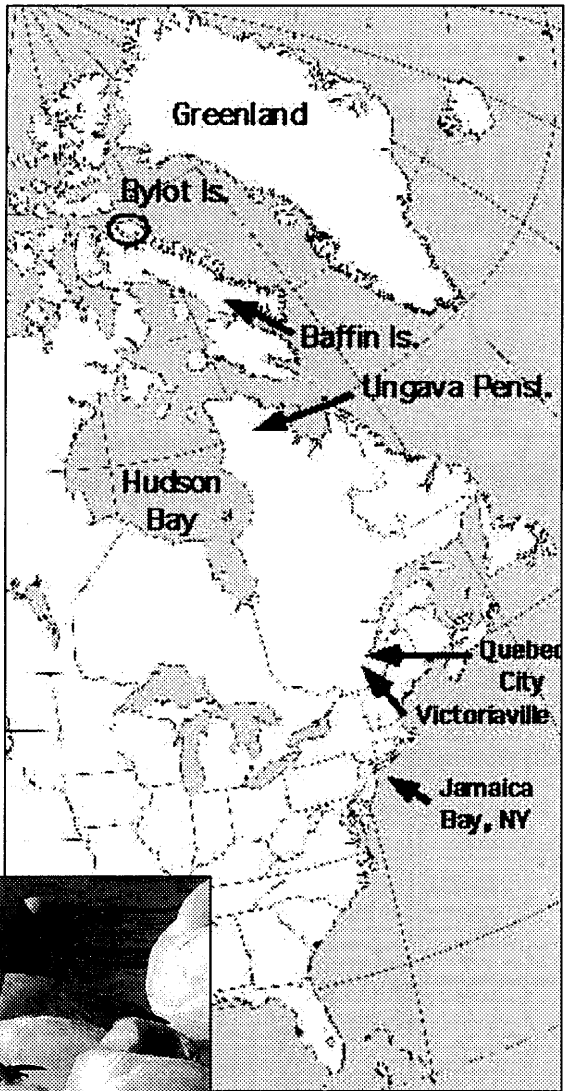 Greenland
Bylot Is.
Baffin Is.
Ungava Pensl.
Hudson
Bay
Quebec
City
Victoriaville
Jamaica
Bay, NY